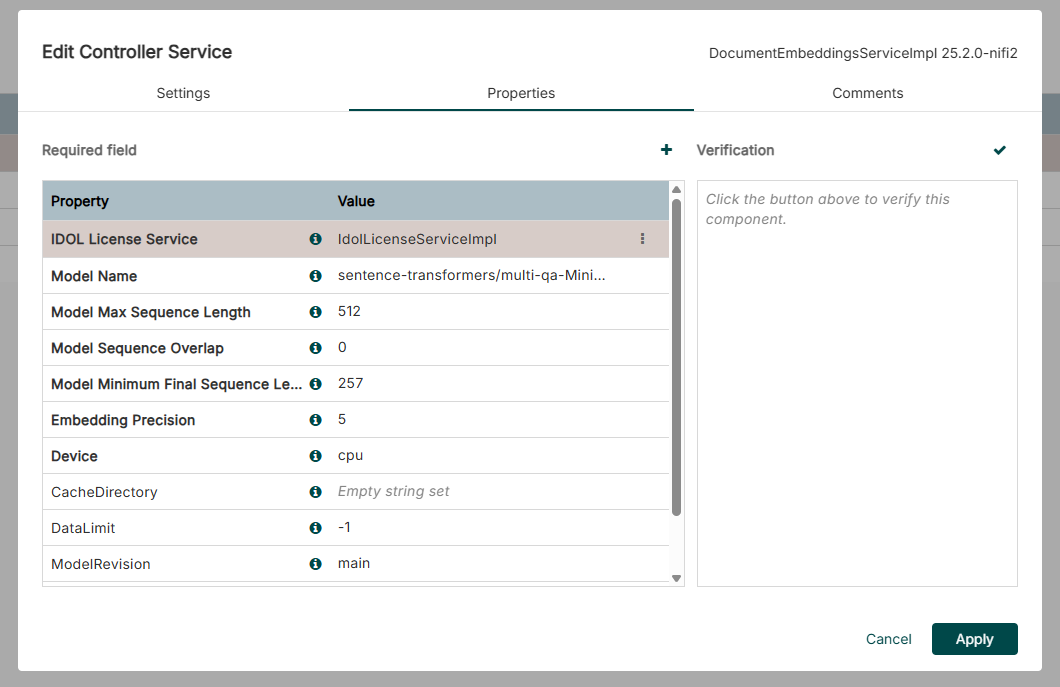 Edit Controller Service
DocumentEmbeddingsServiceImpl 25.2.0-nifi2
Settings
Properties
Comments
Required field
Verification
Property Value
IDOL License Service IdolLicenseServiceImpl
Model Name sentence-transformers/multi-qa-Mini...
Model Max Sequence Length 512
Model Sequence Overlap 0
Model Minimum Final Sequence Le... 257
Embedding Precision 5
Device cpu
CacheDirectory Empty string set
DataLimit -1
ModelRevision main
Click the button above to verify this
component.
Cancel
Apply